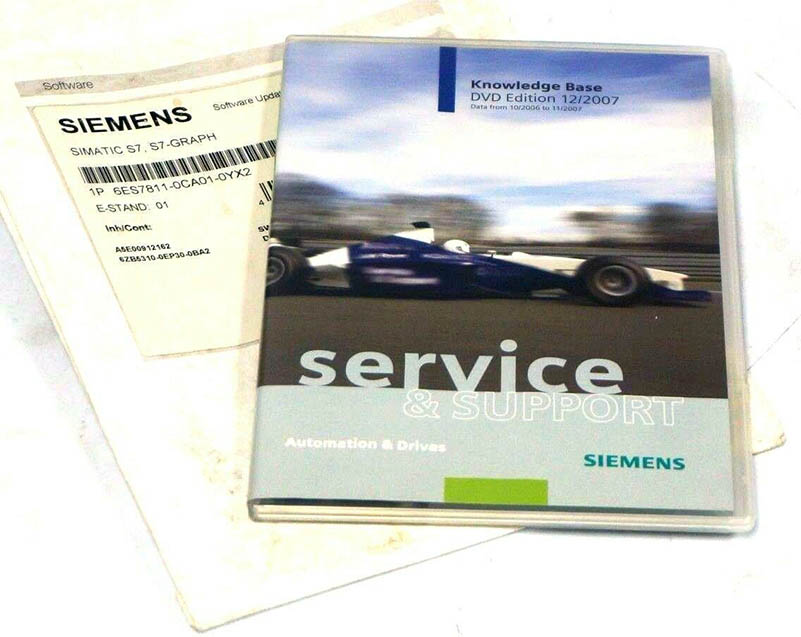 Software
SIEMENS
Software Upda
SIMATIC S7, S7-GRAPH
1P 6ES7811-0CA01-0YX2
E-STAND: 01
Inh/Cont:
A5E00912162
6ZB5310-0EP30-0BA2
SV
D
4
Knowledge Base
DVD Edition 12/2007
Data from 10/2006 to 11/2007
service
& SUPPORT
Automation & Drives
SIEMENS